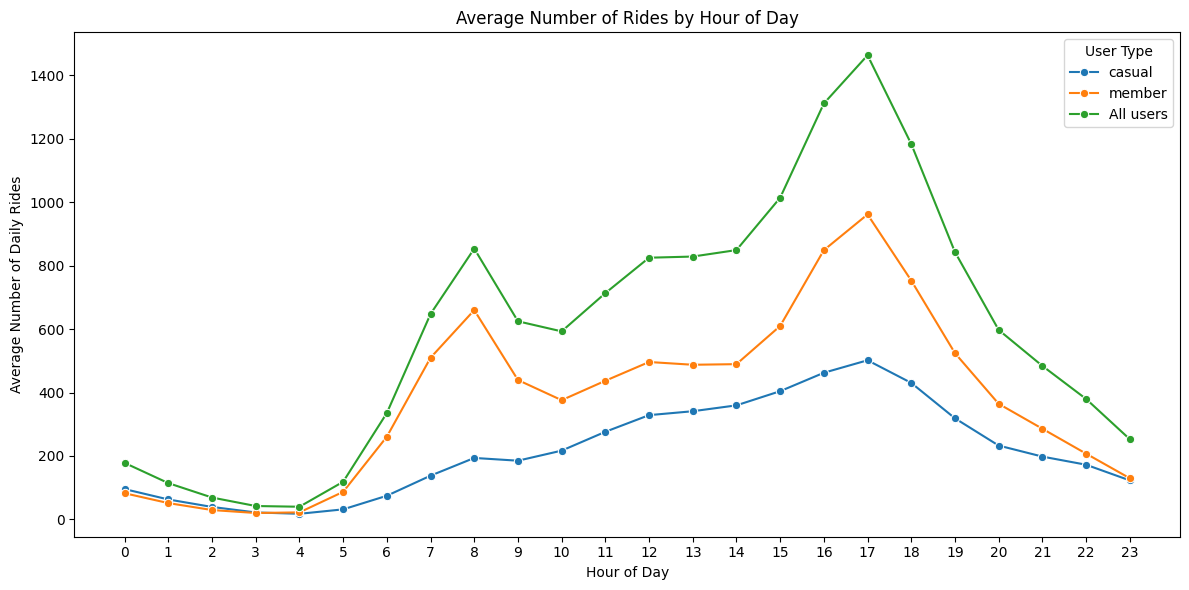 Average Number of Rides by Hour of Day
User Type
casual
member
All users
Average Number of Daily Rides
1400
1200
1000
800
600
400
200
0
0 1 2 3 4 5 6 7 8 9 10 11 12 13 14 15 16 17 18 19 20 21 22 23
Hour of Day